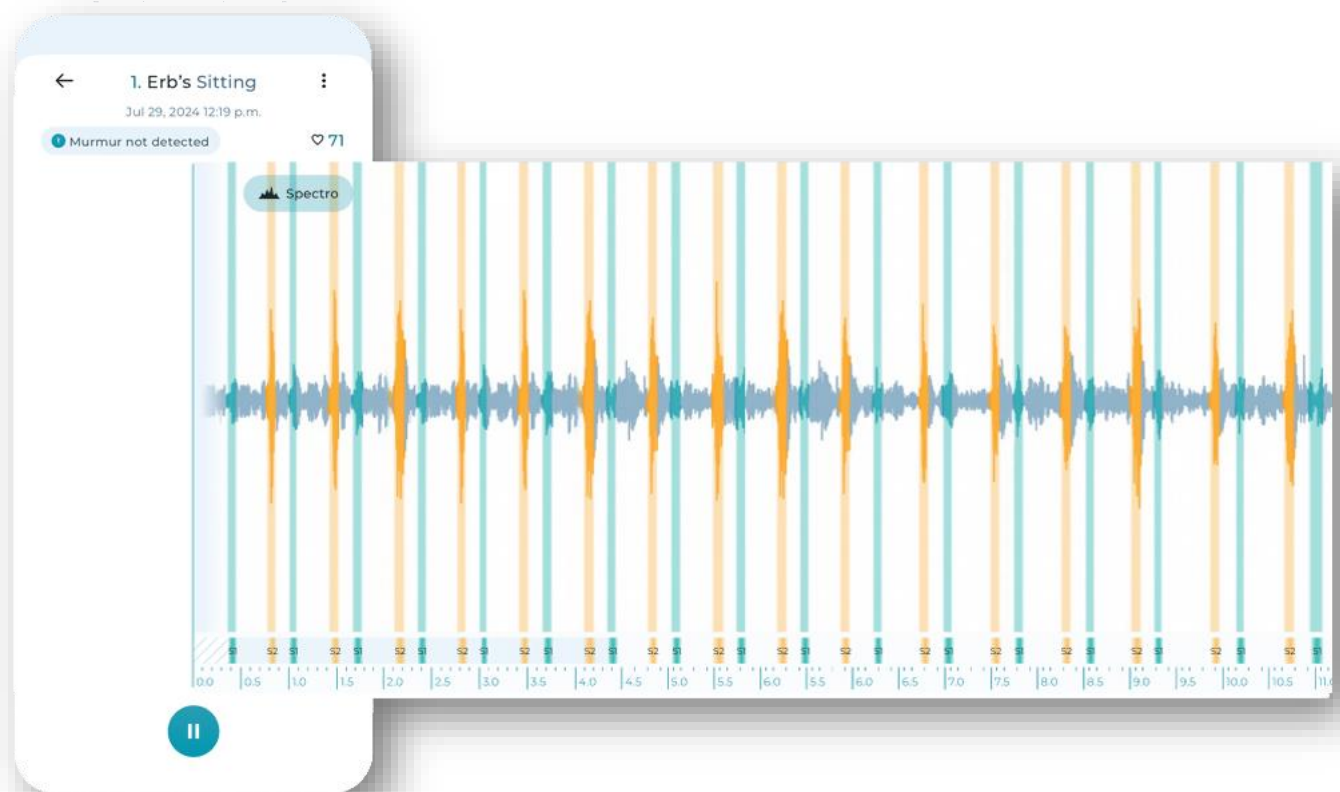 1. Erb's Sitting
Jul 29, 2024 12:19 p.m.
! Murmur not detected
71
Spectro
S1 S2 S1 S2 S1 S2 S1 S2 S1 S2 S1 S2 S1 S2 S1 S2 S1 S2 S1 S2 S1 S2 S1 S2 S1 S2 S1 S2 S1 S2 S1 S2 S1
0.0 0.5 1.0 1.5 2.0 2.5 3.0 3.5 4.0 4.5 5.0 5.5 6.0 5.5 6.0 6.5 7.0 7.5 8.0 8.5 9.0 9.5 10.0 10.5 11.